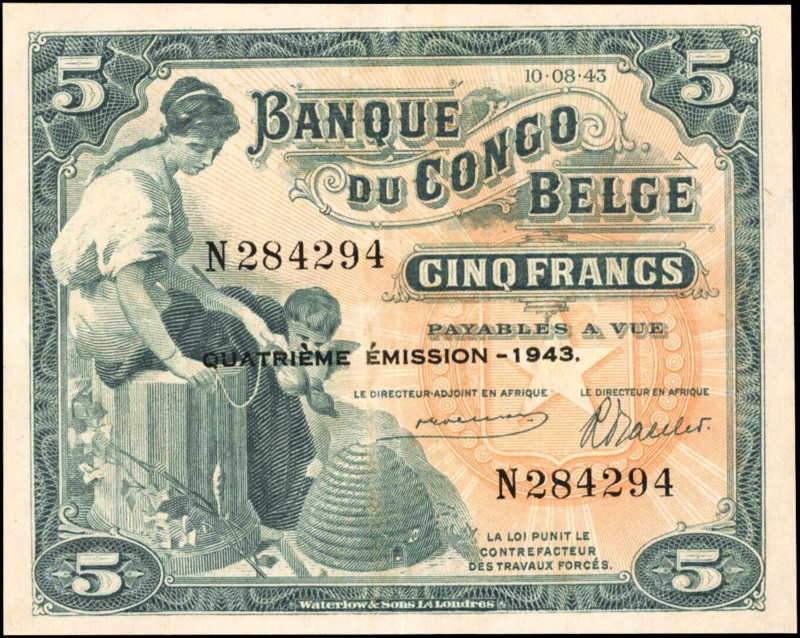 5 5
10·08·43
BANQUE
DU CONGO
BELGE
N284294
CINQ FRANCS
PAYABLES A VUE
QUATRIÈME ÉMISSION - 1943.
LE DIRECTEUR-ADJOINT EN AFRIQUE LE DIRECTEUR EN AFRIQUE
N284294
LA LOI PUNIT LE
CONTREFACTEUR
DES TRAVAUX FORCÉS.
5 5
Waterlow & Sons Ld Londres